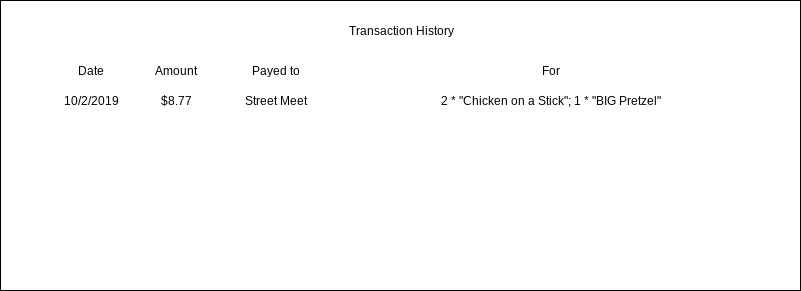 Transaction History
Date Amount Payed to For
10/2/2019 $8.77 Street Meet 2 * "Chicken on a Stick"; 1 * "BIG Pretzel"